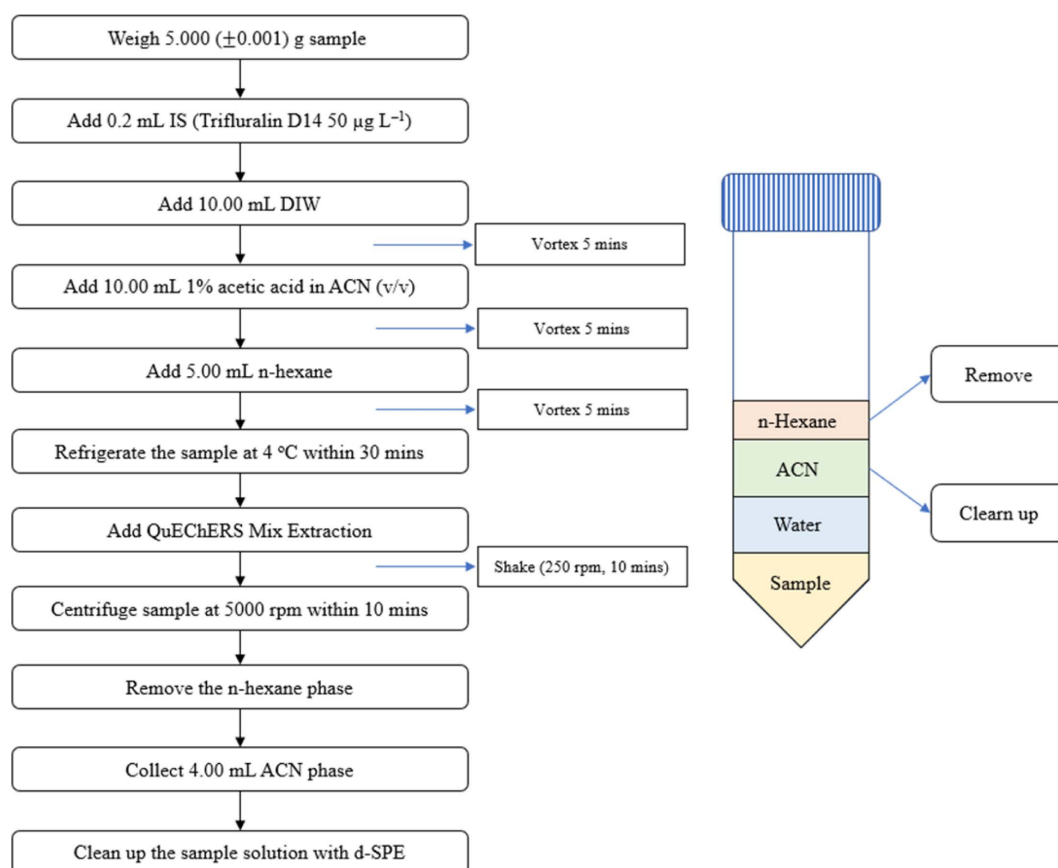 Weigh 5.000 (±0.001) g sample
Add 0.2 mL IS (Trifluralin D14 50 µg L⁻¹)
Add 10.00 mL DIW
Vortex 5 mins
Add 10.00 mL 1% acetic acid in ACN (v/v)
Vortex 5 mins
Add 5.00 mL n-hexane
Vortex 5 mins
Refrigerate the sample at 4 °C within 30 mins
Add QuEChERS Mix Extraction
Shake (250 rpm, 10 mins)
Centrifuge sample at 5000 rpm within 10 mins
Remove the n-hexane phase
Collect 4.00 mL ACN phase
Clean up the sample solution with d-SPE
n-Hexane
ACN
Water
Sample
Remove
Clearn up